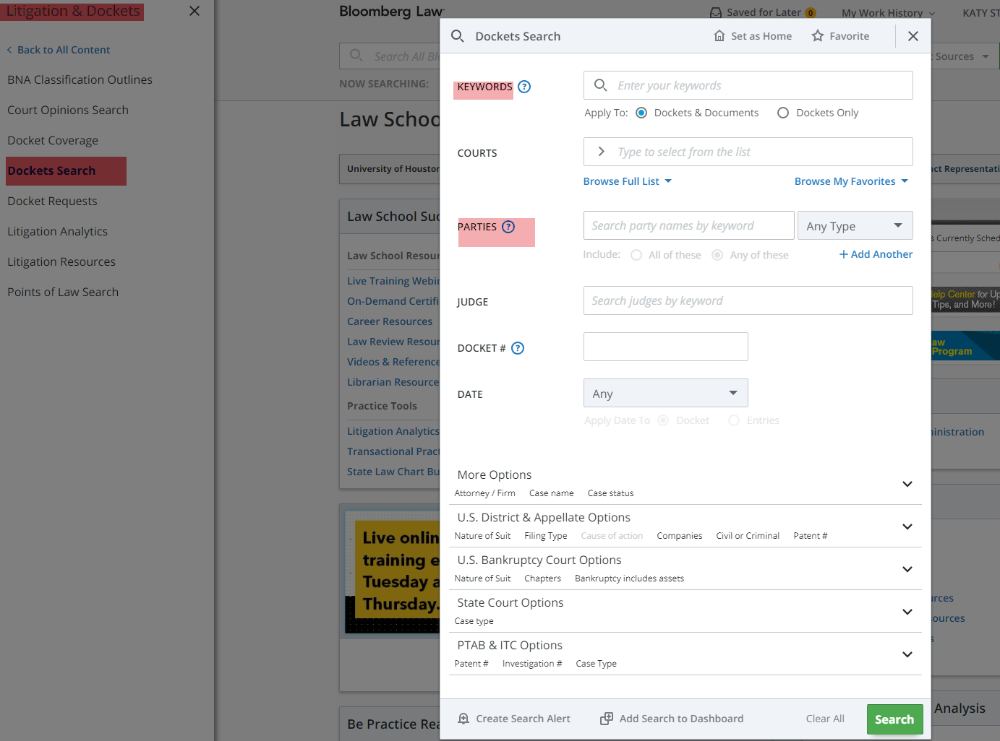 Litigation & Dockets
Back to All Content
BNA Classification Outlines
Court Opinions Search
Docket Coverage
Dockets Search
Docket Requests
Litigation Analytics
Litigation Resources
Points of Law Search
Bloomberg Law
Saved for Later 0
My Work History
KATY ST
Search All Bl
Sources
NOW SEARCHING:
Law Schoo
University of Houston
act Representati
Law School Suc
Law School Resour
Live Training Webin
On-Demand Certifi
Career Resources
Law Review Resour
Videos & Reference
Librarian Resource
Practice Tools
Litigation Analytics
Transactional Pract
State Law Chart Bu
Live onlin
training e
Tuesday a
Thursday.
Be Practice Rea
Dockets Search
Set as Home
Favorite
KEYWORDS ?
Enter your keywords
Apply To: Dockets & Documents Dockets Only
COURTS
Type to select from the list
Browse Full List
Browse My Favorites
PARTIES ?
Search party names by keyword
Any Type
Include: All of these Any of these
+ Add Another
JUDGE
Search judges by keyword
DOCKET # ?
DATE
Any
Apply Date To Docket Entries
More Options
Attorney / Firm Case name Case status
U.S. District & Appellate Options
Nature of Suit Filing Type Cause of action Companies Civil or Criminal Patent #
U.S. Bankruptcy Court Options
Nature of Suit Chapters Bankruptcy includes assets
State Court Options
Case type
PTAB & ITC Options
Patent # Investigation # Case Type
Create Search Alert
Add Search to Dashboard
Clear All
Search
s Currently Sched
Help Center for Up
Tips, and More!
aw
Program
inistration
urces
ources
s
Analysis